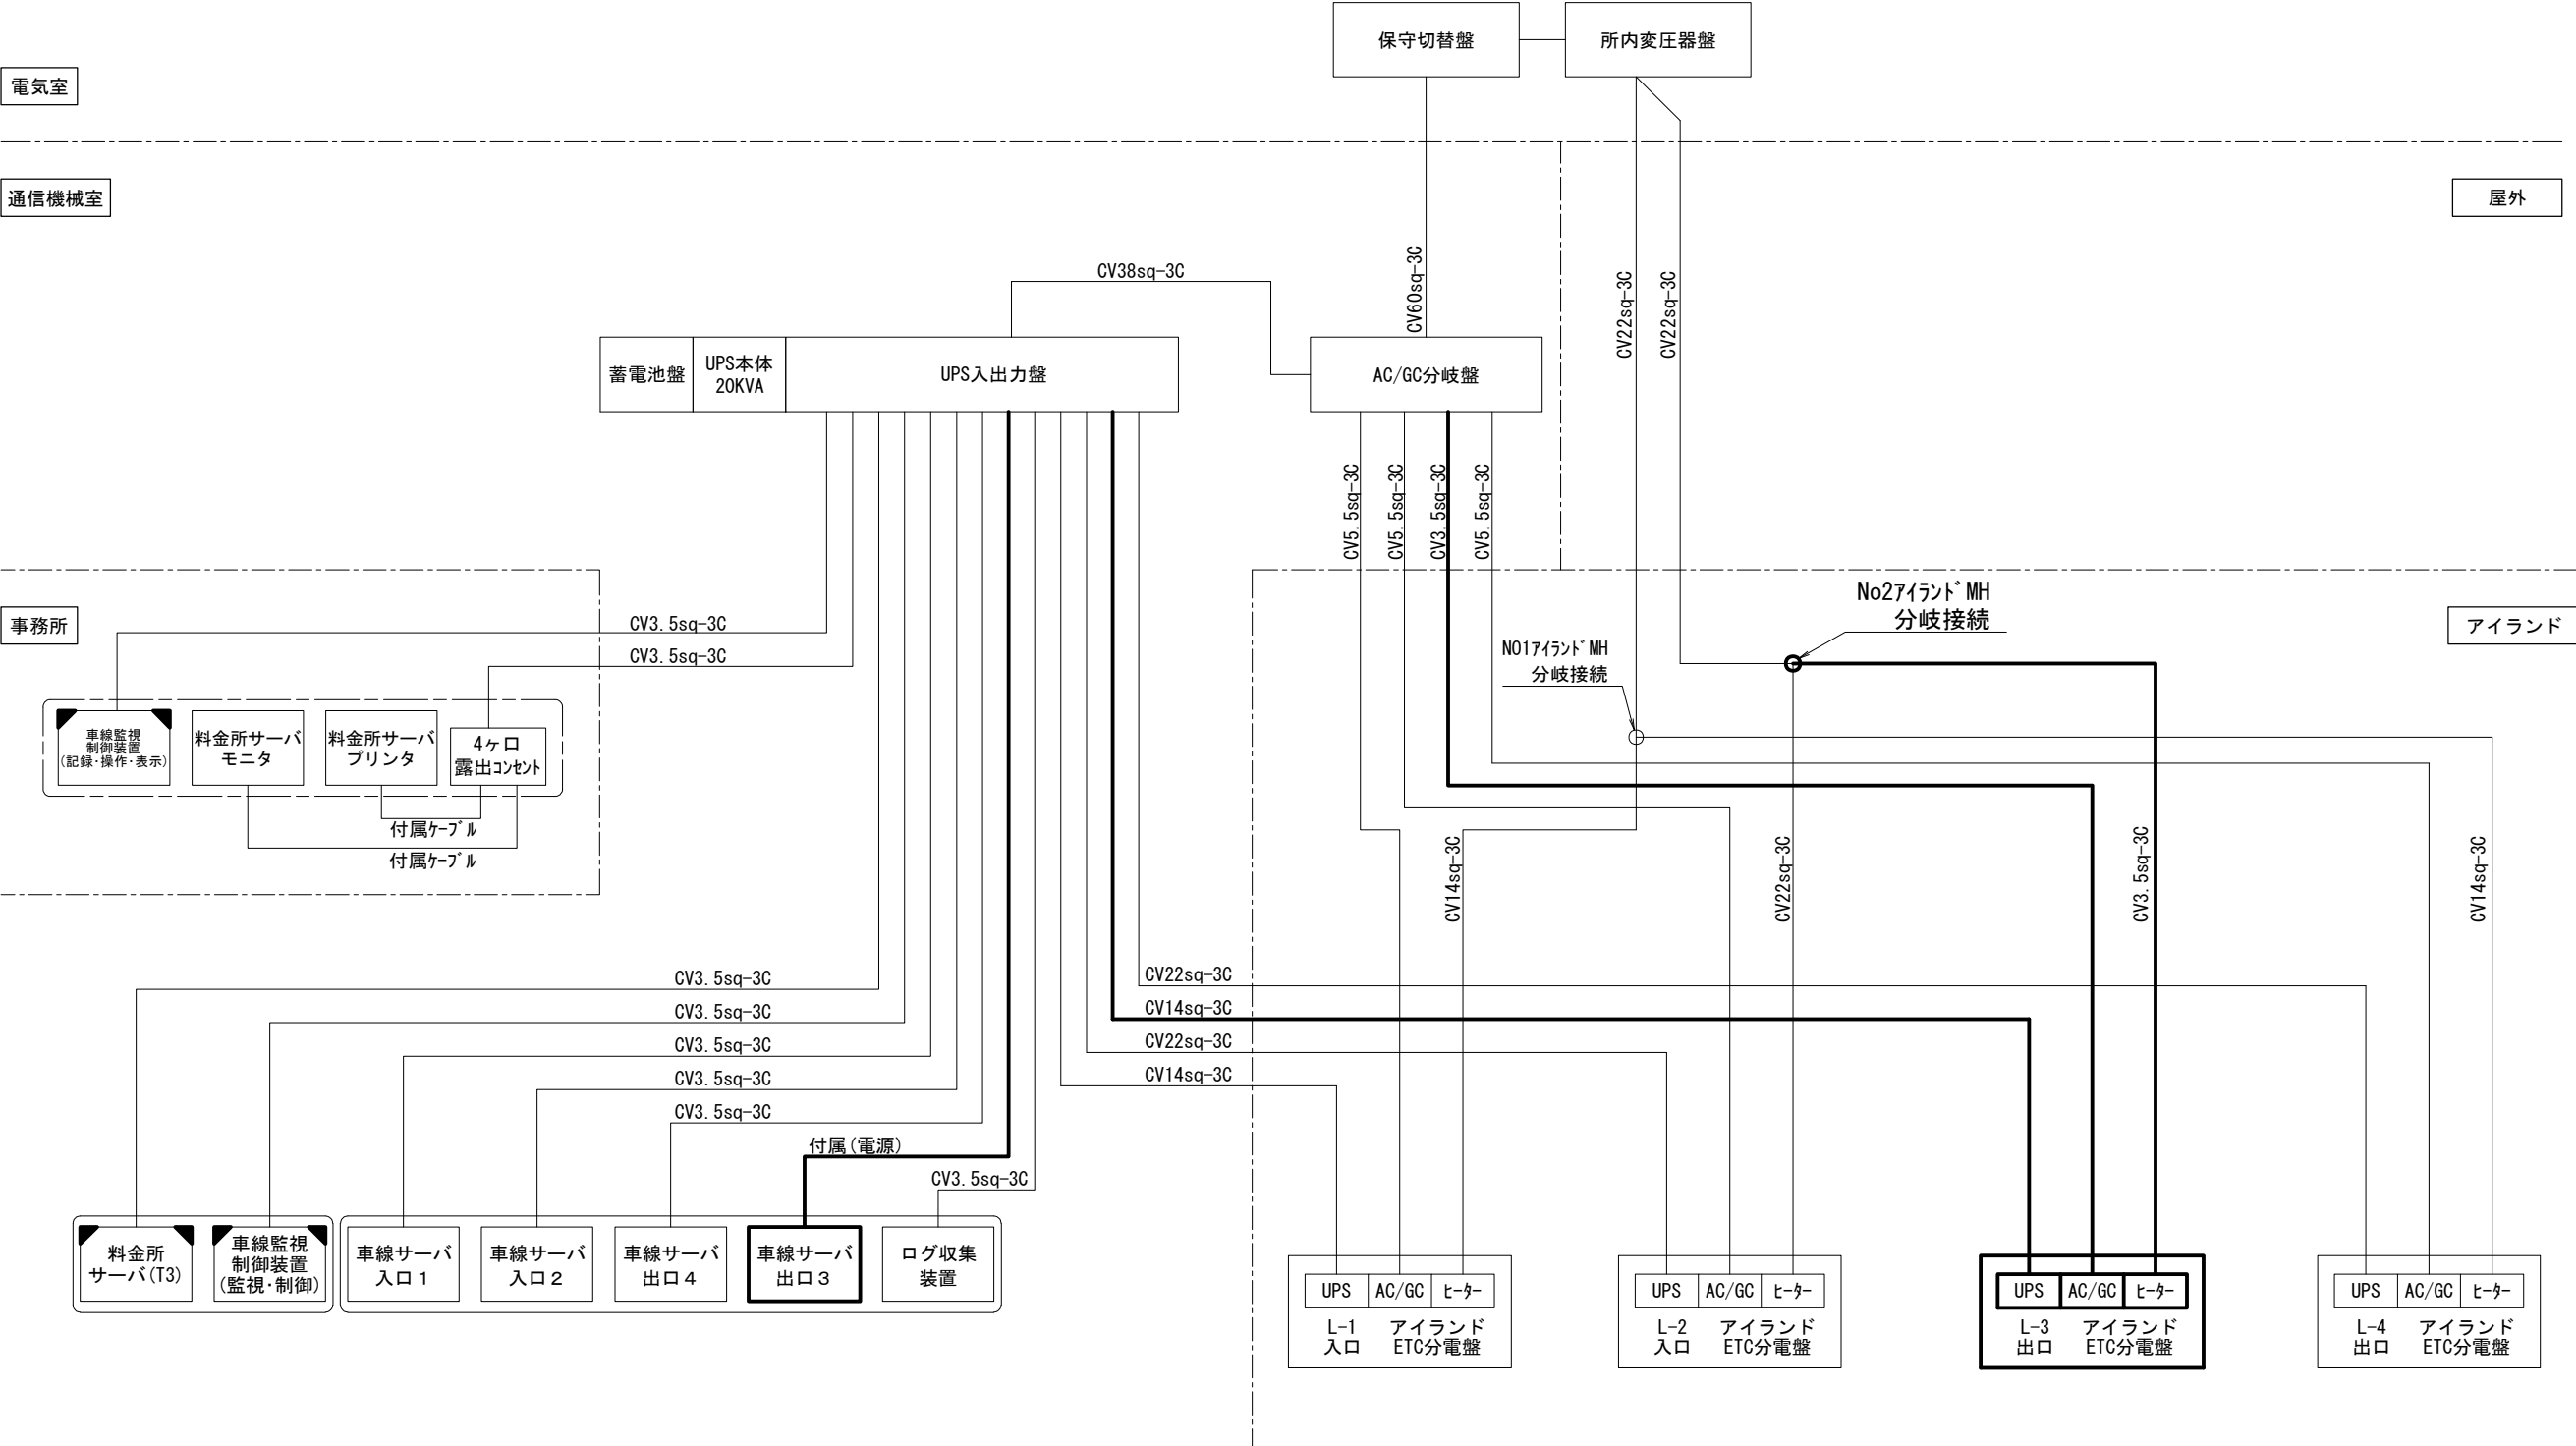 保守切替盤
所内変圧器盤
電気室
通信機械室
屋外
CV38sq-3C
CV60sq-3C
CV22sq-3C
CV22sq-3C
蓄電池盤
UPS本体
20KVA
UPS入出力盤
AC/GC分岐盤
CV5.5sq-3C
CV5.5sq-3C
CV3.5sq-3C
CV5.5sq-3C
事務所
アイランド
CV3.5sq-3C
CV3.5sq-3C
No2ｱｲﾗﾝﾄﾞMH
分岐接続
NO1ｱｲﾗﾝﾄﾞMH
分岐接続
車線監視
制御装置
(記録・操作・表示)
料金所サーバ
モニタ
料金所サーバ
プリンタ
4ヶ口
露出ｺﾝｾﾝﾄ
付属ｹｰﾌﾞﾙ
付属ｹｰﾌﾞﾙ
CV14sq-3C
CV22sq-3C
CV3.5sq-3C
CV14sq-3C
CV3.5sq-3C
CV3.5sq-3C
CV3.5sq-3C
CV3.5sq-3C
CV3.5sq-3C
付属(電源)
CV3.5sq-3C
CV22sq-3C
CV14sq-3C
CV22sq-3C
CV14sq-3C
料金所
サーバ(T3)
車線監視
制御装置
(監視・制御)
車線サーバ
入口１
車線サーバ
入口２
車線サーバ
出口４
車線サーバ
出口３
ログ収集
装置
UPS AC/GC ﾋｰﾀｰ
L-1 アイランド
入口 ETC分電盤
UPS AC/GC ﾋｰﾀｰ
L-2 アイランド
入口 ETC分電盤
UPS AC/GC ﾋｰﾀｰ
L-3 アイランド
出口 ETC分電盤
UPS AC/GC ﾋｰﾀｰ
L-4 アイランド
出口 ETC分電盤